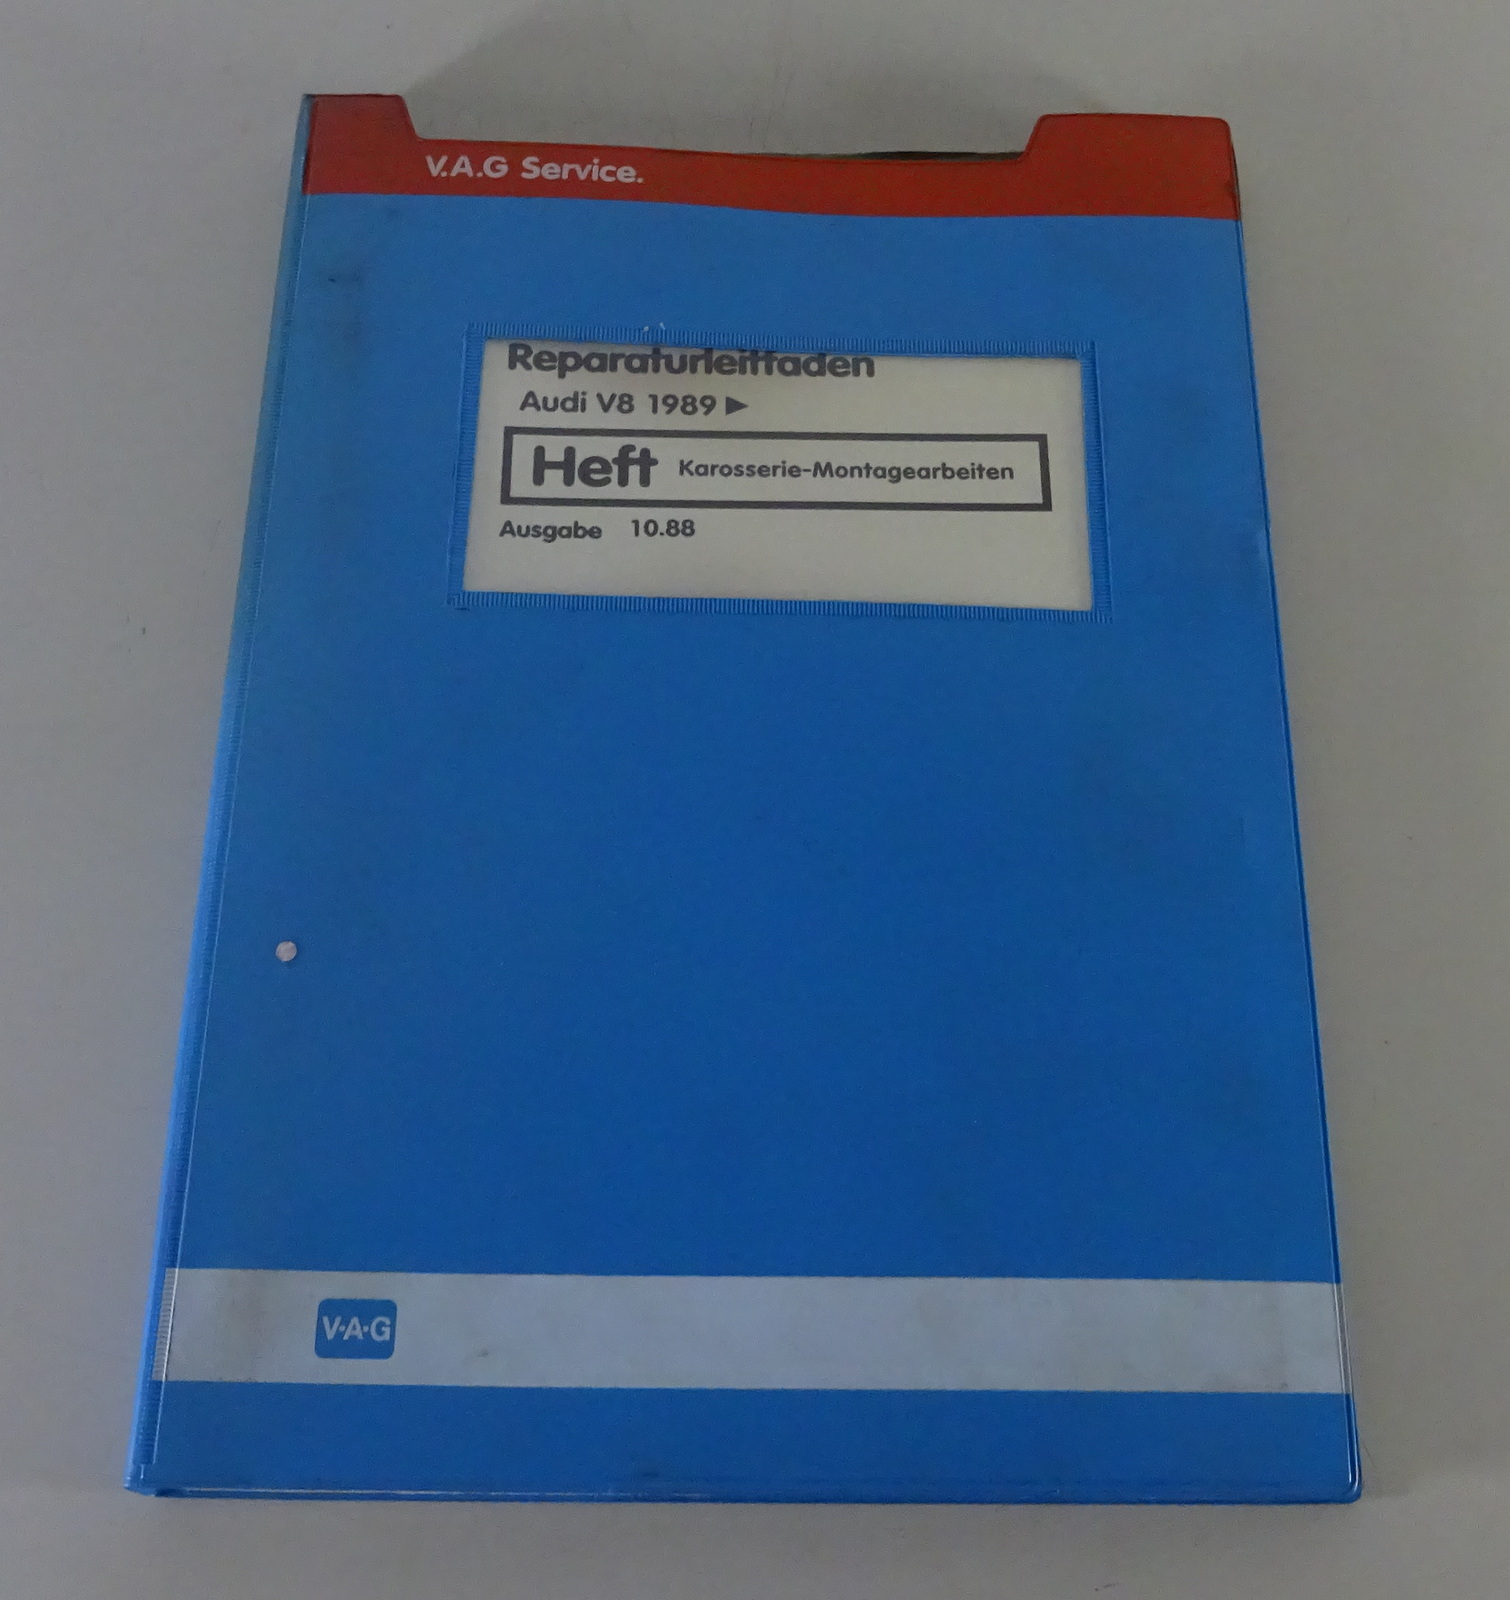 V.A.G Service.
Reparaturleitfaden
Audi V8 1989 ►
Heft Karosserie-Montagearbeiten
Ausgabe 10.88
V·A·G